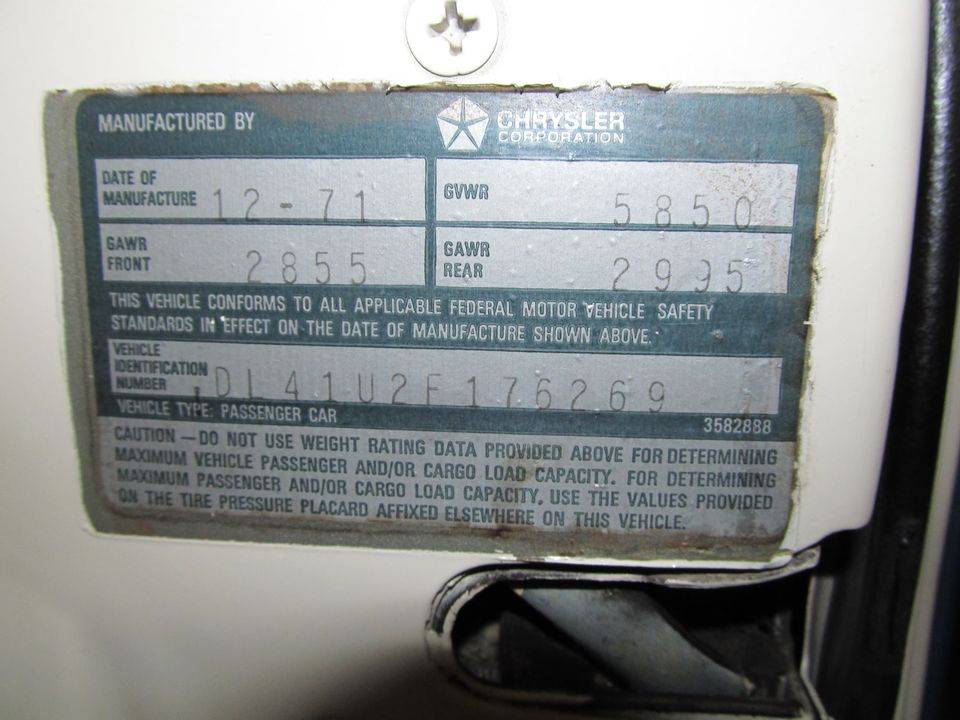 MANUFACTURED BY CHRYSLER CORPORATION
DATE OF MANUFACTURE 12-71
GVWR 5850
GAWR FRONT 2855
GAWR REAR 2995
THIS VEHICLE CONFORMS TO ALL APPLICABLE FEDERAL MOTOR VEHICLE SAFETY
STANDARDS IN EFFECT ON THE DATE OF MANUFACTURE SHOWN ABOVE.
VEHICLE IDENTIFICATION NUMBER DL41U2F176269
VEHICLE TYPE: PASSENGER CAR 3582888
CAUTION — DO NOT USE WEIGHT RATING DATA PROVIDED ABOVE FOR DETERMINING
MAXIMUM VEHICLE PASSENGER AND/OR CARGO LOAD CAPACITY. FOR DETERMINING
MAXIMUM PASSENGER AND/OR CARGO LOAD CAPACITY, USE THE VALUES PROVIDED
ON THE TIRE PRESSURE PLACARD AFFIXED ELSEWHERE ON THIS VEHICLE.